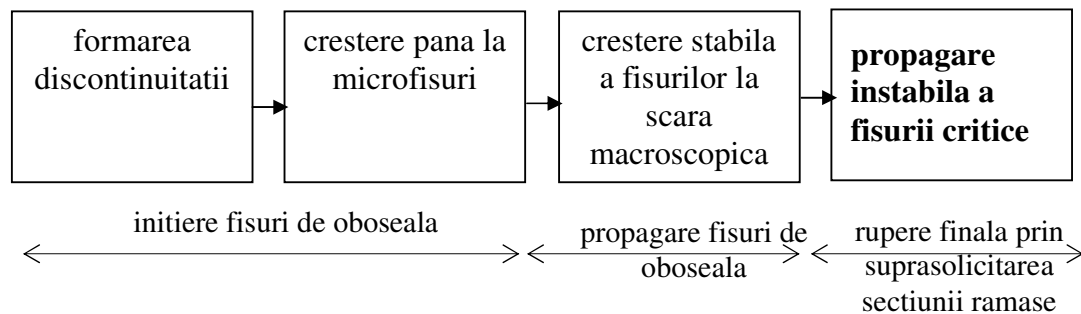 formarea
discontinuitatii
crestere pana la
microfisuri
crestere stabila
a fisurilor la
scara
macroscopica
propagare
instabila a
fisurii critice
initiere fisuri de oboseala
propagare fisuri de
oboseala
rupere finala prin
suprasolicitarea
sectiunii ramase